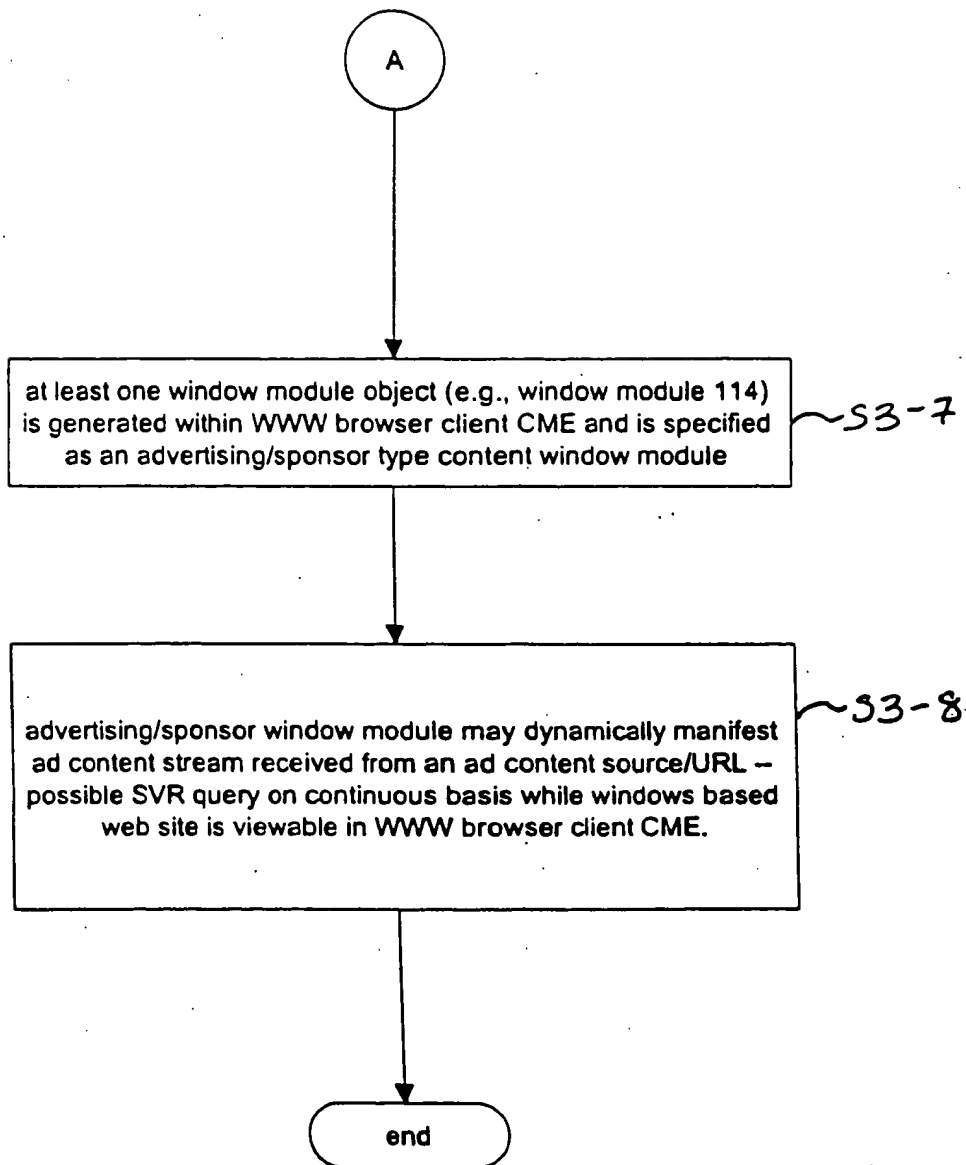 A
at least one window module object (e.g., window module 114)
is generated within WWW browser client CME and is specified
as an advertising/sponsor type content window module
S3-7
advertising/sponsor window module may dynamically manifest
ad content stream received from an ad content source/URL –
possible SVR query on continuous basis while windows based
web site is viewable in WWW browser client CME.
S3-8
end